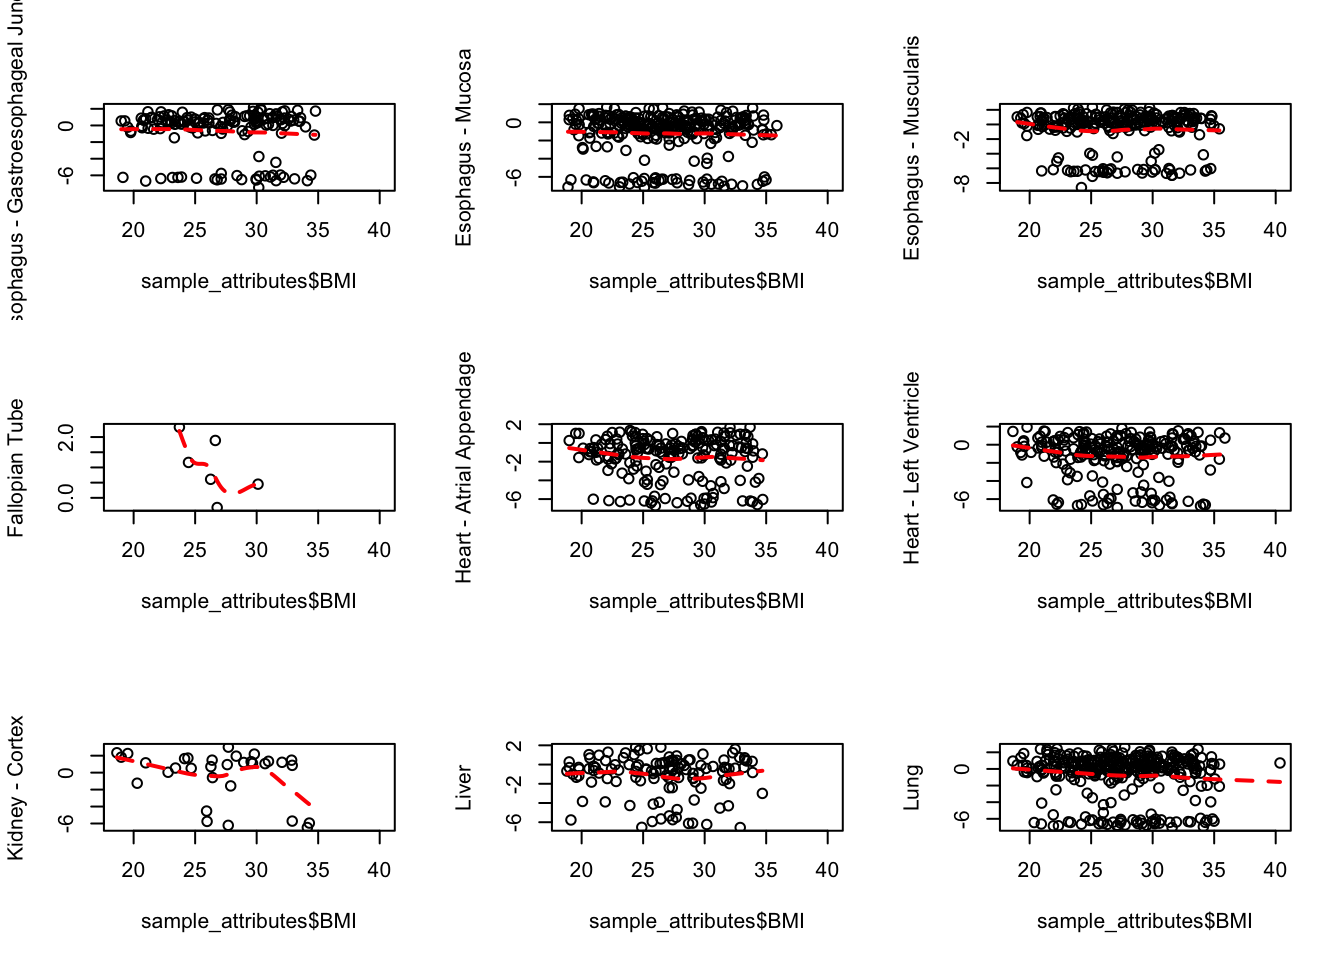 sophagus - Gastroesophageal Junc
0
-6
20 25 30 35 40
sample_attributes$BMI
Esophagus - Mucosa
0
-6
20 25 30 35 40
sample_attributes$BMI
Esophagus - Muscularis
-2
-8
20 25 30 35 40
sample_attributes$BMI
Fallopian Tube
2.0
0.0
20 25 30 35 40
sample_attributes$BMI
Heart - Atrial Appendage
2
-2
-6
20 25 30 35 40
sample_attributes$BMI
Heart - Left Ventricle
0
-6
20 25 30 35 40
sample_attributes$BMI
Kidney - Cortex
0
-6
20 25 30 35 40
sample_attributes$BMI
Liver
2
-2
-6
20 25 30 35 40
sample_attributes$BMI
Lung
0
-6
20 25 30 35 40
sample_attributes$BMI